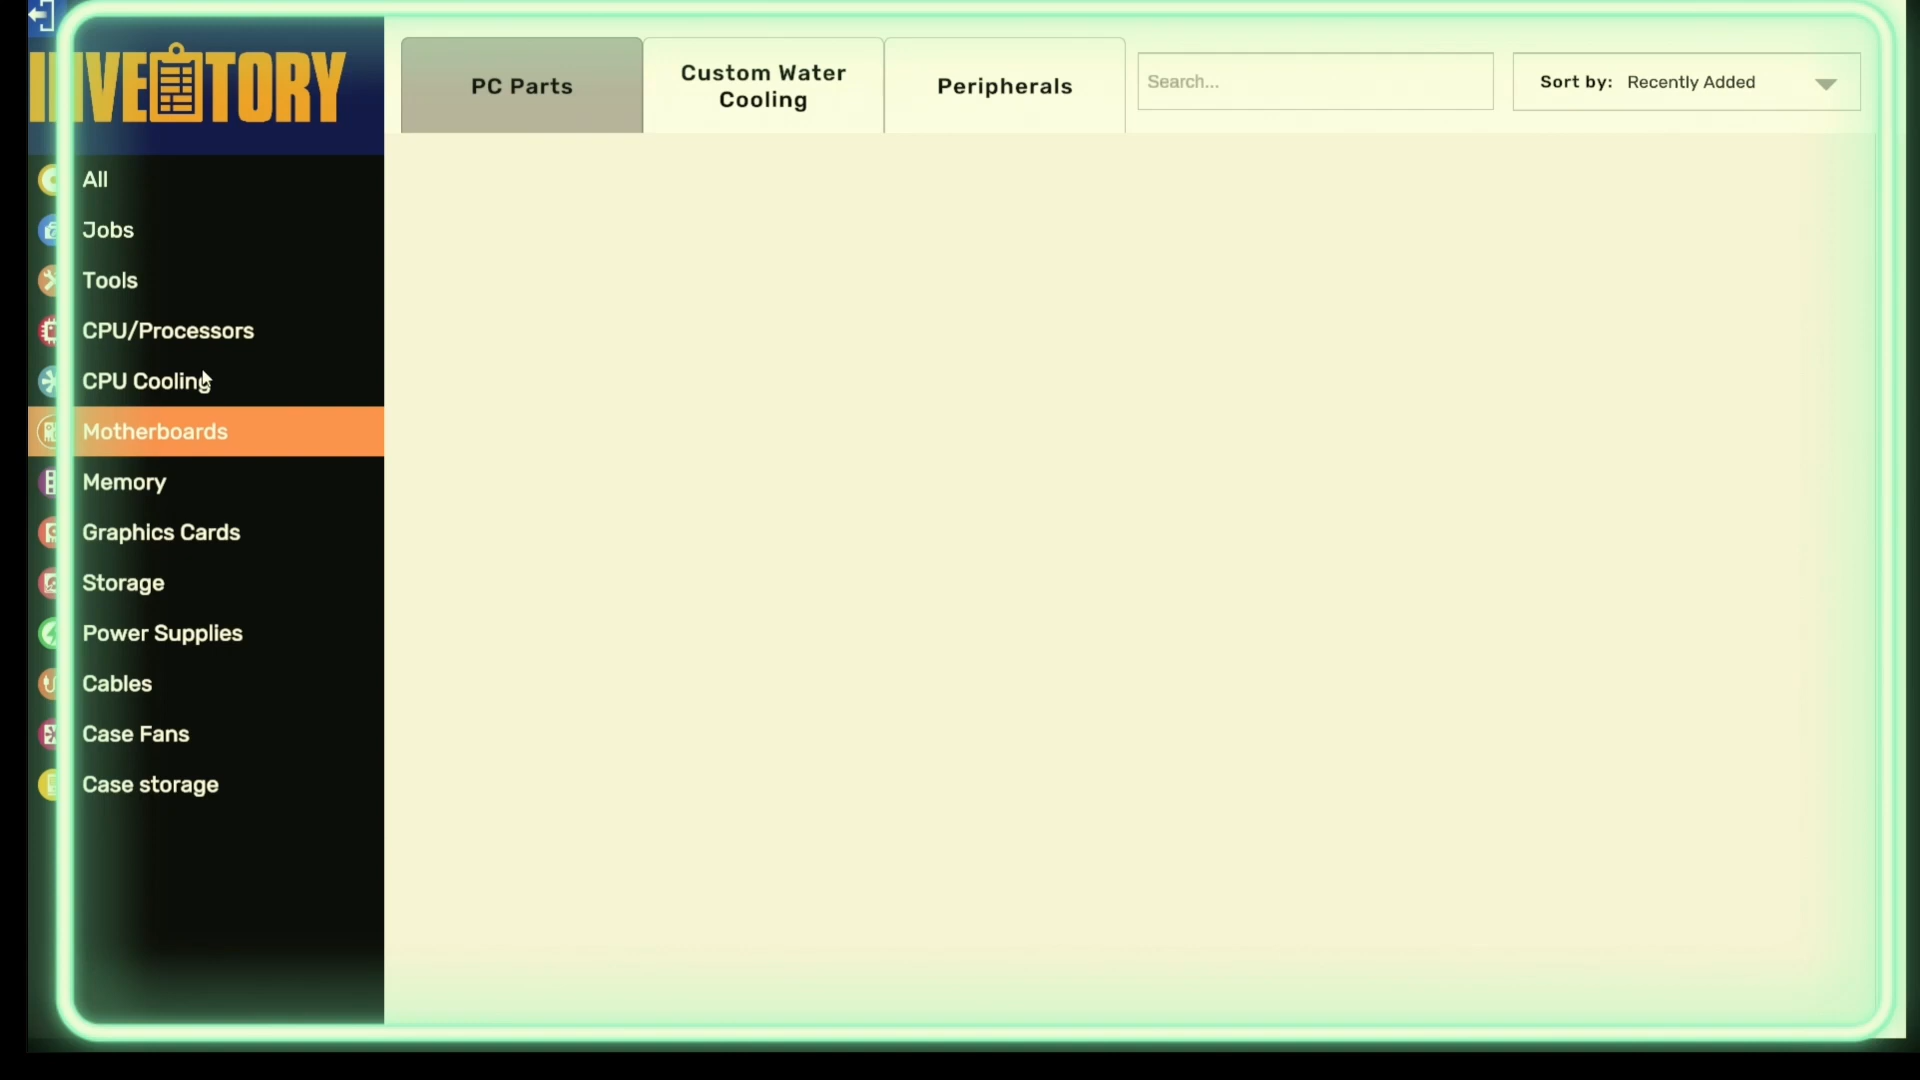 INVENTORY
PC Parts
Custom Water
Cooling
Peripherals
Search...
Sort by: Recently Added
All
Jobs
Tools
CPU/Processors
CPU Cooling
Motherboards
Memory
Graphics Cards
Storage
Power Supplies
Cables
Case Fans
Case storage